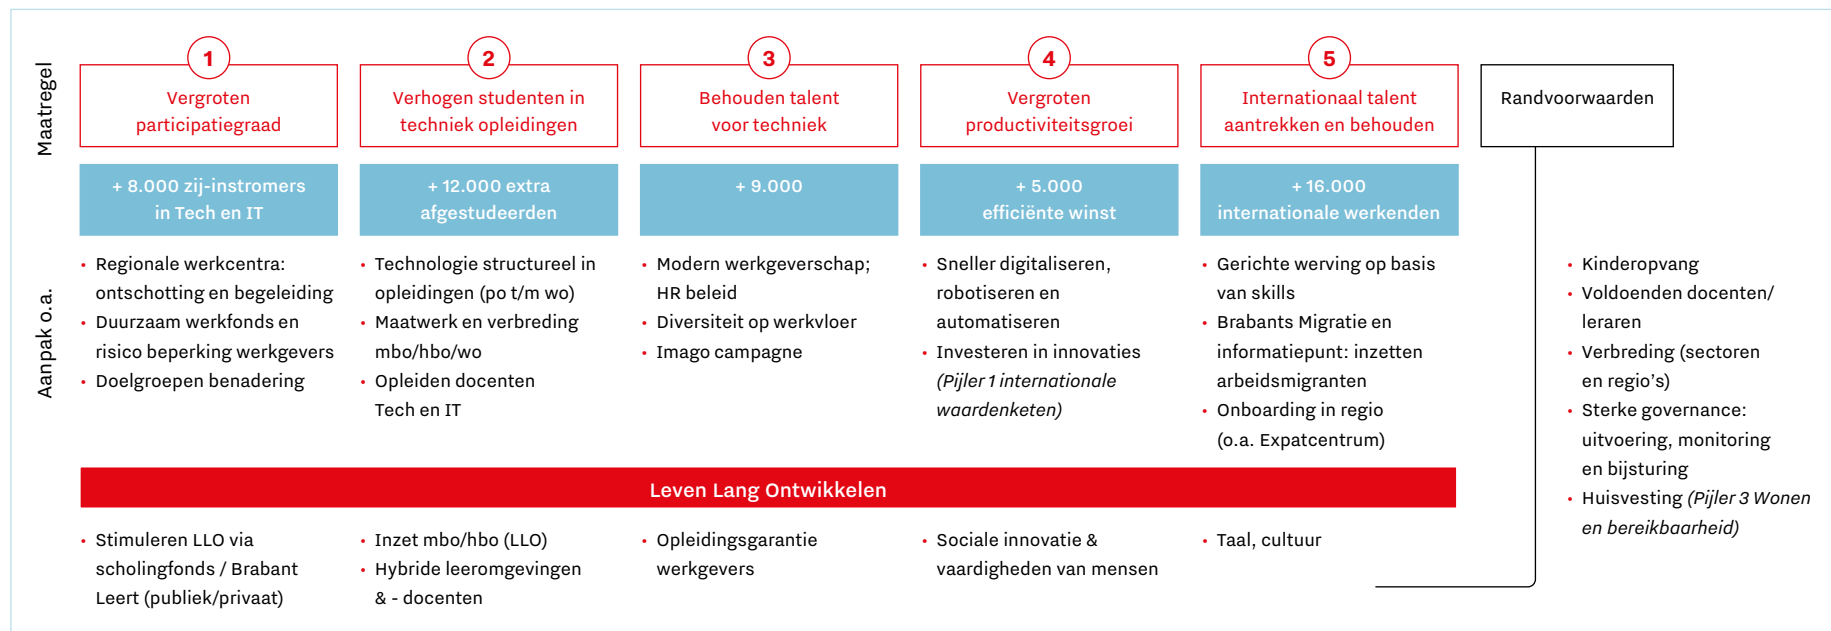 Maatregel
1
Vergroten
participatiegraad
2
Verhogen studenten in
techniek opleidingen
3
Behouden talent
voor techniek
4
Vergroten
productiviteitsgroei
5
Internationaal talent
aantrekken en behouden
Randvoorwaarden
+ 8.000 zij-instromers
in Tech en IT
+ 12.000 extra
afgestudeerden
+ 9.000
+ 5.000
efficiënte winst
+ 16.000
internationale werkenden
Aanpak o.a.
• Regionale werkcentra:
ontschotting en begeleiding
• Duurzaam werkfonds en
risico beperking werkgevers
• Doelgroepen benadering
• Technologie structureel in
opleidingen (po t/m wo)
• Maatwerk en verbreding
mbo/hbo/wo
• Opleiden docenten
Tech en IT
• Modern werkgeverschap;
HR beleid
• Diversiteit op werkvloer
• Imago campagne
• Sneller digitaliseren,
robotiseren en
automatiseren
• Investeren in innovaties
(Pijler 1 internationale
waardenketen)
• Gerichte werving op basis
van skills
• Brabants Migratie en
informatiepunt: inzetten
arbeidsmigranten
• Onboarding in regio
(o.a. Expatcentrum)
• Kinderopvang
• Voldoenden docenten/
leraren
• Verbreding (sectoren
en regio's)
• Sterke governance:
uitvoering, monitoring
en bijsturing
• Huisvesting (Pijler 3 Wonen
en bereikbaarheid)
Leven Lang Ontwikkelen
• Stimuleren LLO via
scholingfonds / Brabant
Leert (publiek/privaat)
• Inzet mbo/hbo (LLO)
• Hybride leeromgevingen
& - docenten
• Opleidingsgarantie
werkgevers
• Sociale innovatie &
vaardigheden van mensen
• Taal, cultuur